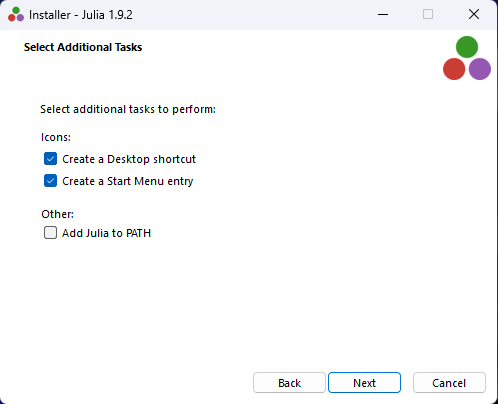 Installer - Julia 1.9.2
Select Additional Tasks
Select additional tasks to perform:
Icons:
Create a Desktop shortcut
Create a Start Menu entry
Other:
Add Julia to PATH
Back Next Cancel